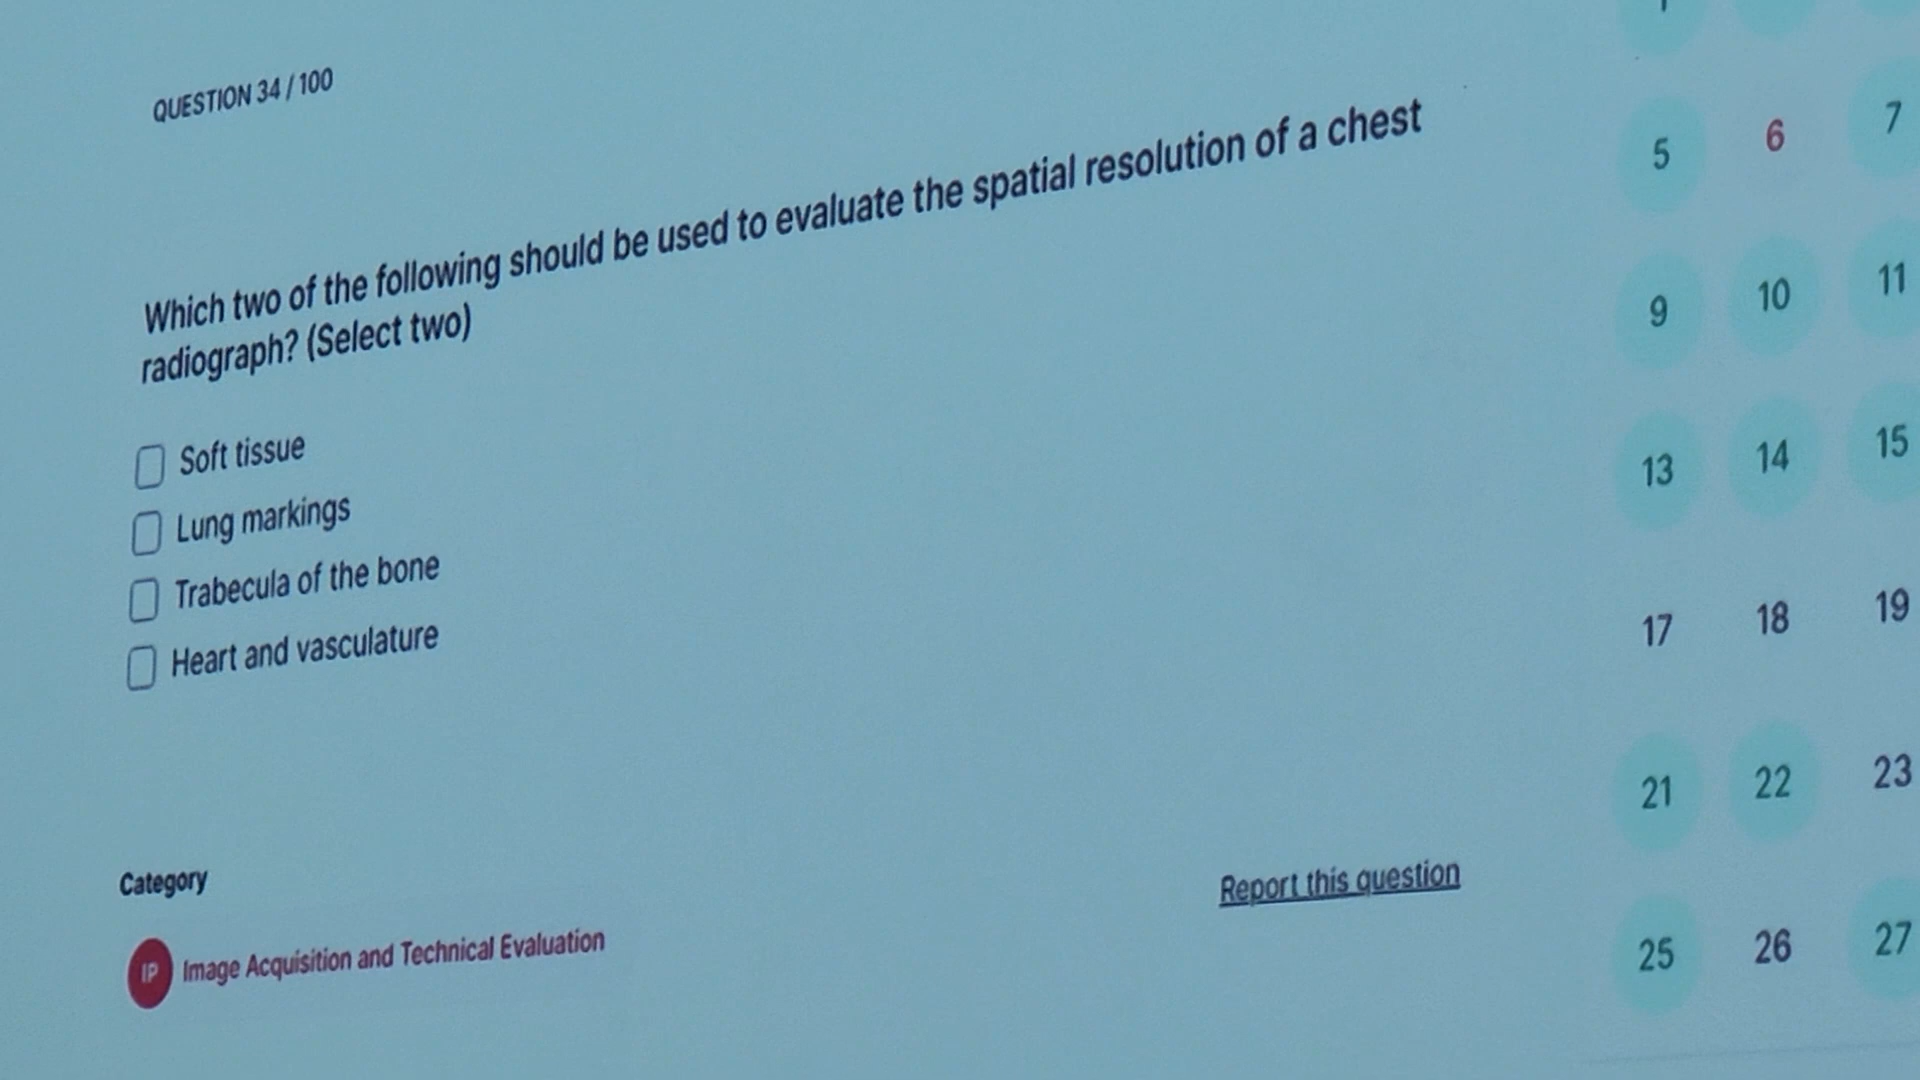 QUESTION 34 / 100
Which two of the following should be used to evaluate the spatial resolution of a chest
radiograph? (Select two)
Soft tissue
Lung markings
Trabecula of the bone
Heart and vasculature
Category
IP Image Acquisition and Technical Evaluation
Report this question
5 6 7
9 10 11
13 14 15
17 18 19
21 22 23
25 26 27